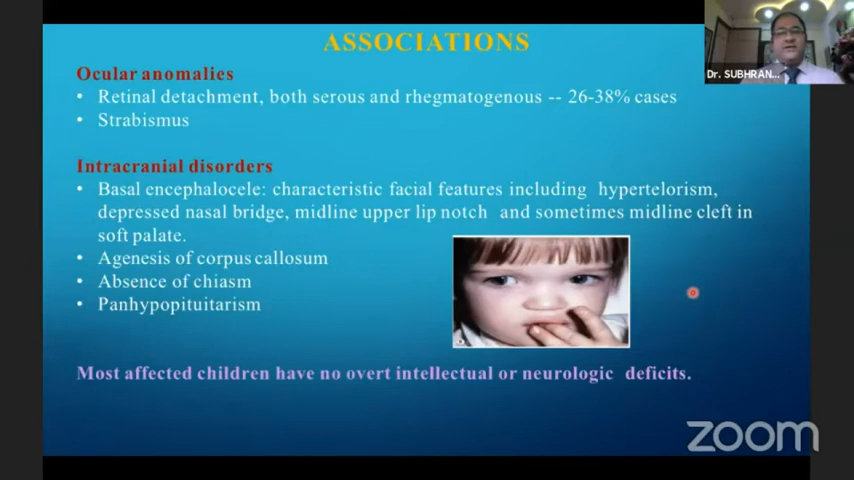 ASSOCIATIONS
Dr. SUBHRAN...
Ocular anomalies
• Retinal detachment, both serous and rhegmatogenous -- 26-38% cases
• Strabismus
Intracranial disorders
• Basal encephalocele: characteristic facial features including hypertelorism,
depressed nasal bridge, midline upper lip notch and sometimes midline cleft in
soft palate.
• Agenesis of corpus callosum
• Absence of chiasm
• Panhypopituitarism
Most affected children have no overt intellectual or neurologic deficits.
zoom